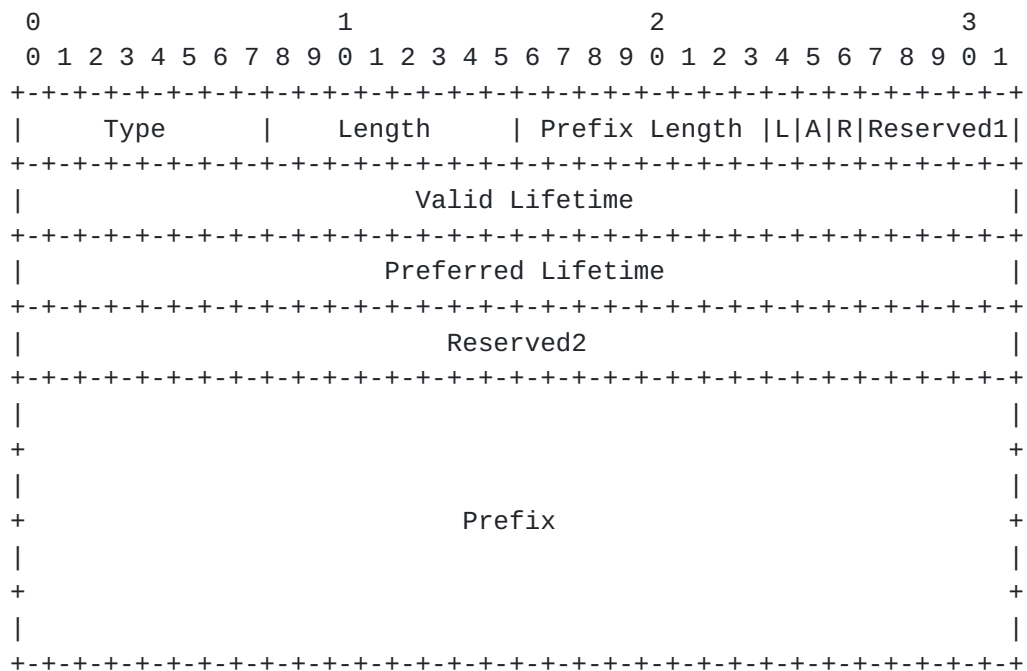 0                   1                   2                   3
0 1 2 3 4 5 6 7 8 9 0 1 2 3 4 5 6 7 8 9 0 1 2 3 4 5 6 7 8 9 0 1
+-+-+-+-+-+-+-+-+-+-+-+-+-+-+-+-+-+-+-+-+-+-+-+-+-+-+-+-+-+-+-+-+
|     Type      |    Length     | Prefix Length |L|A|R|Reserved1|
+-+-+-+-+-+-+-+-+-+-+-+-+-+-+-+-+-+-+-+-+-+-+-+-+-+-+-+-+-+-+-+-+
|                         Valid Lifetime                        |
+-+-+-+-+-+-+-+-+-+-+-+-+-+-+-+-+-+-+-+-+-+-+-+-+-+-+-+-+-+-+-+-+
|                       Preferred Lifetime                      |
+-+-+-+-+-+-+-+-+-+-+-+-+-+-+-+-+-+-+-+-+-+-+-+-+-+-+-+-+-+-+-+-+
|                           Reserved2                           |
+-+-+-+-+-+-+-+-+-+-+-+-+-+-+-+-+-+-+-+-+-+-+-+-+-+-+-+-+-+-+-+-+
|                                                               |
+                                                               +
|                                                               |
+                            Prefix                             +
|                                                               |
+                                                               +
|                                                               |
+-+-+-+-+-+-+-+-+-+-+-+-+-+-+-+-+-+-+-+-+-+-+-+-+-+-+-+-+-+-+-+-+